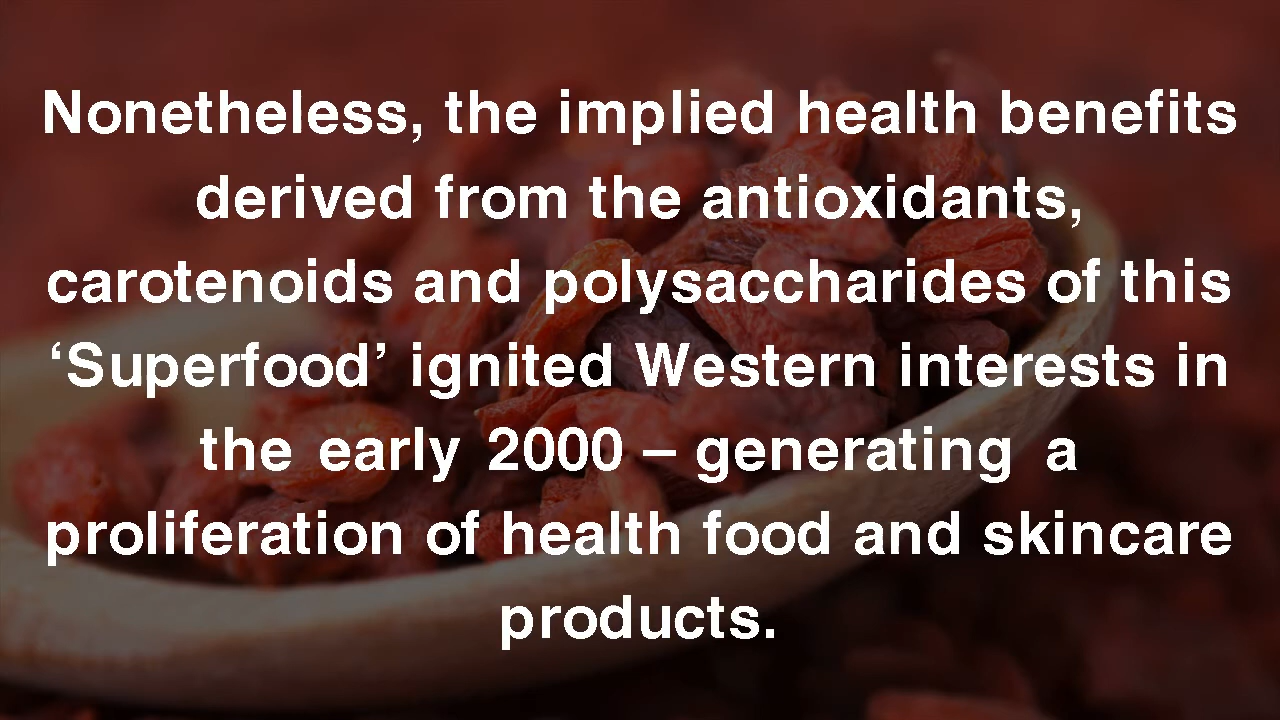 Nonetheless, the implied health benefits
derived from the antioxidants,
carotenoids and polysaccharides of this
‘Superfood’ ignited Western interests in
the early 2000 – generating a
proliferation of health food and skincare
products.